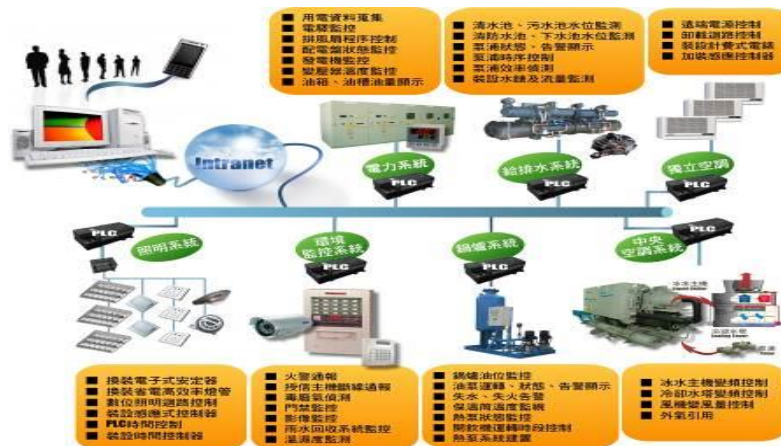 用電資料蒐集
電驛監控
排風扇程序控制
配電盤狀態監控
發電機監控
變壓器溫度監控
油箱、油槽油量顯示
清水池、污水池水位監測
消防水池、下水池水位監測
泵浦狀態、告警顯示
泵浦時序控制
泵浦效率偵測
裝設水錶及流量監測
遠端電源控制
卸載迴路控制
裝設計費式電錶
加裝感應控制器
Intranet
電力系統
PLC
給排水系統
PLC
獨立空調
PLC
PLC
照明系統
環境
監控系統
PLC
鍋爐系統
PLC
中央
空調系統
PLC
冰水主機
換裝電子式安定器
換裝省電高效率燈管
數位照明迴路控制
裝設感應式控制器
PLC時間控制
裝設時間控制器
火警通報
授信主機斷線通報
毒磨氣偵測
門禁監控
影像監控
雨水回收系統監控
溫濕度監測
鍋爐油位監控
油泵運轉、狀態、告警顯示
失水、失火告警
保溫筒溫度監視
熱泵狀態監控
開飲機運轉時段控制
熱泵系統建置
冰水主機變頻控制
冷卻水塔變頻控制
風機變風量控制
外氣引用